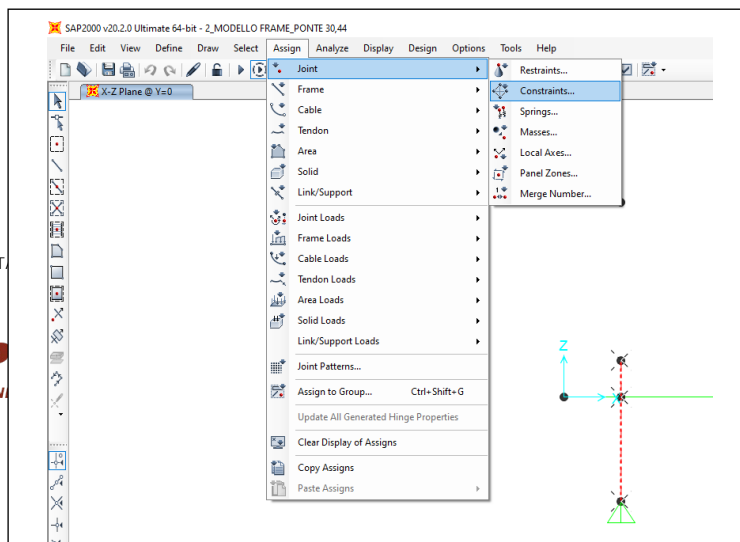 SAP2000 v20.2.0 Ultimate 64-bit - 2_MODELLO FRAME_PONTE 30,44
File Edit View Define Draw Select Assign Analyze Display Design Options Tools Help
X-Z Plane @ Y=0
Joint
Frame
Cable
Tendon
Area
Solid
Link/Support
Joint Loads
Frame Loads
Cable Loads
Tendon Loads
Area Loads
Solid Loads
Link/Support Loads
Joint Patterns...
Assign to Group... Ctrl+Shift+G
Update All Generated Hinge Properties
Clear Display of Assigns
Copy Assigns
Paste Assigns
Restraints...
Constraints...
Springs...
Masses...
Local Axes...
Panel Zones...
Merge Number...
Z